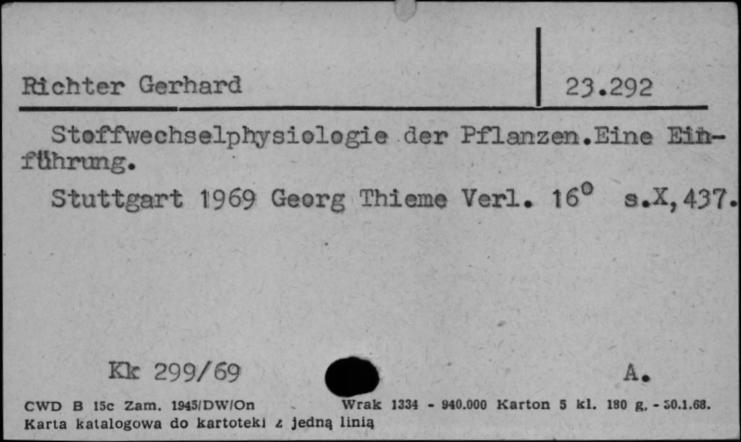 Richter Gerhard 23.292
Stoffwechselphysiologie der Pflanzen.Eine Ein-
führung.
Stuttgart 1969 Georg Thieme Verl. 16° s.X,437.
Kk 299/69 A.
CWD B 15c Zam. 1945/DW/On Wrak 1334 - 940.000 Karton 5 kl. 180 g. - 30.1.68.
Karta katalogowa do kartoteki z jedną linią